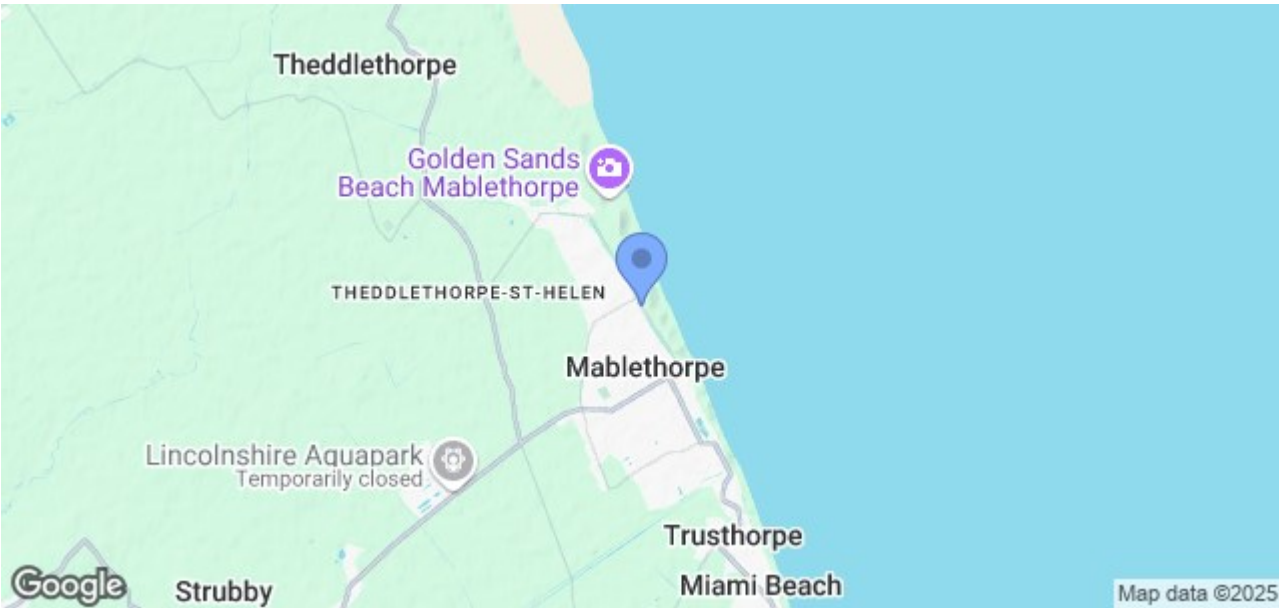 Theddlethorpe
Golden Sands
Beach Mablethorpe
THEDDLETHORPE-ST-HELEN
Mablethorpe
Lincolnshire Aquapark
Temporarily closed
Trusthorpe
Miami Beach
Strubby
Google
Map data ©2025